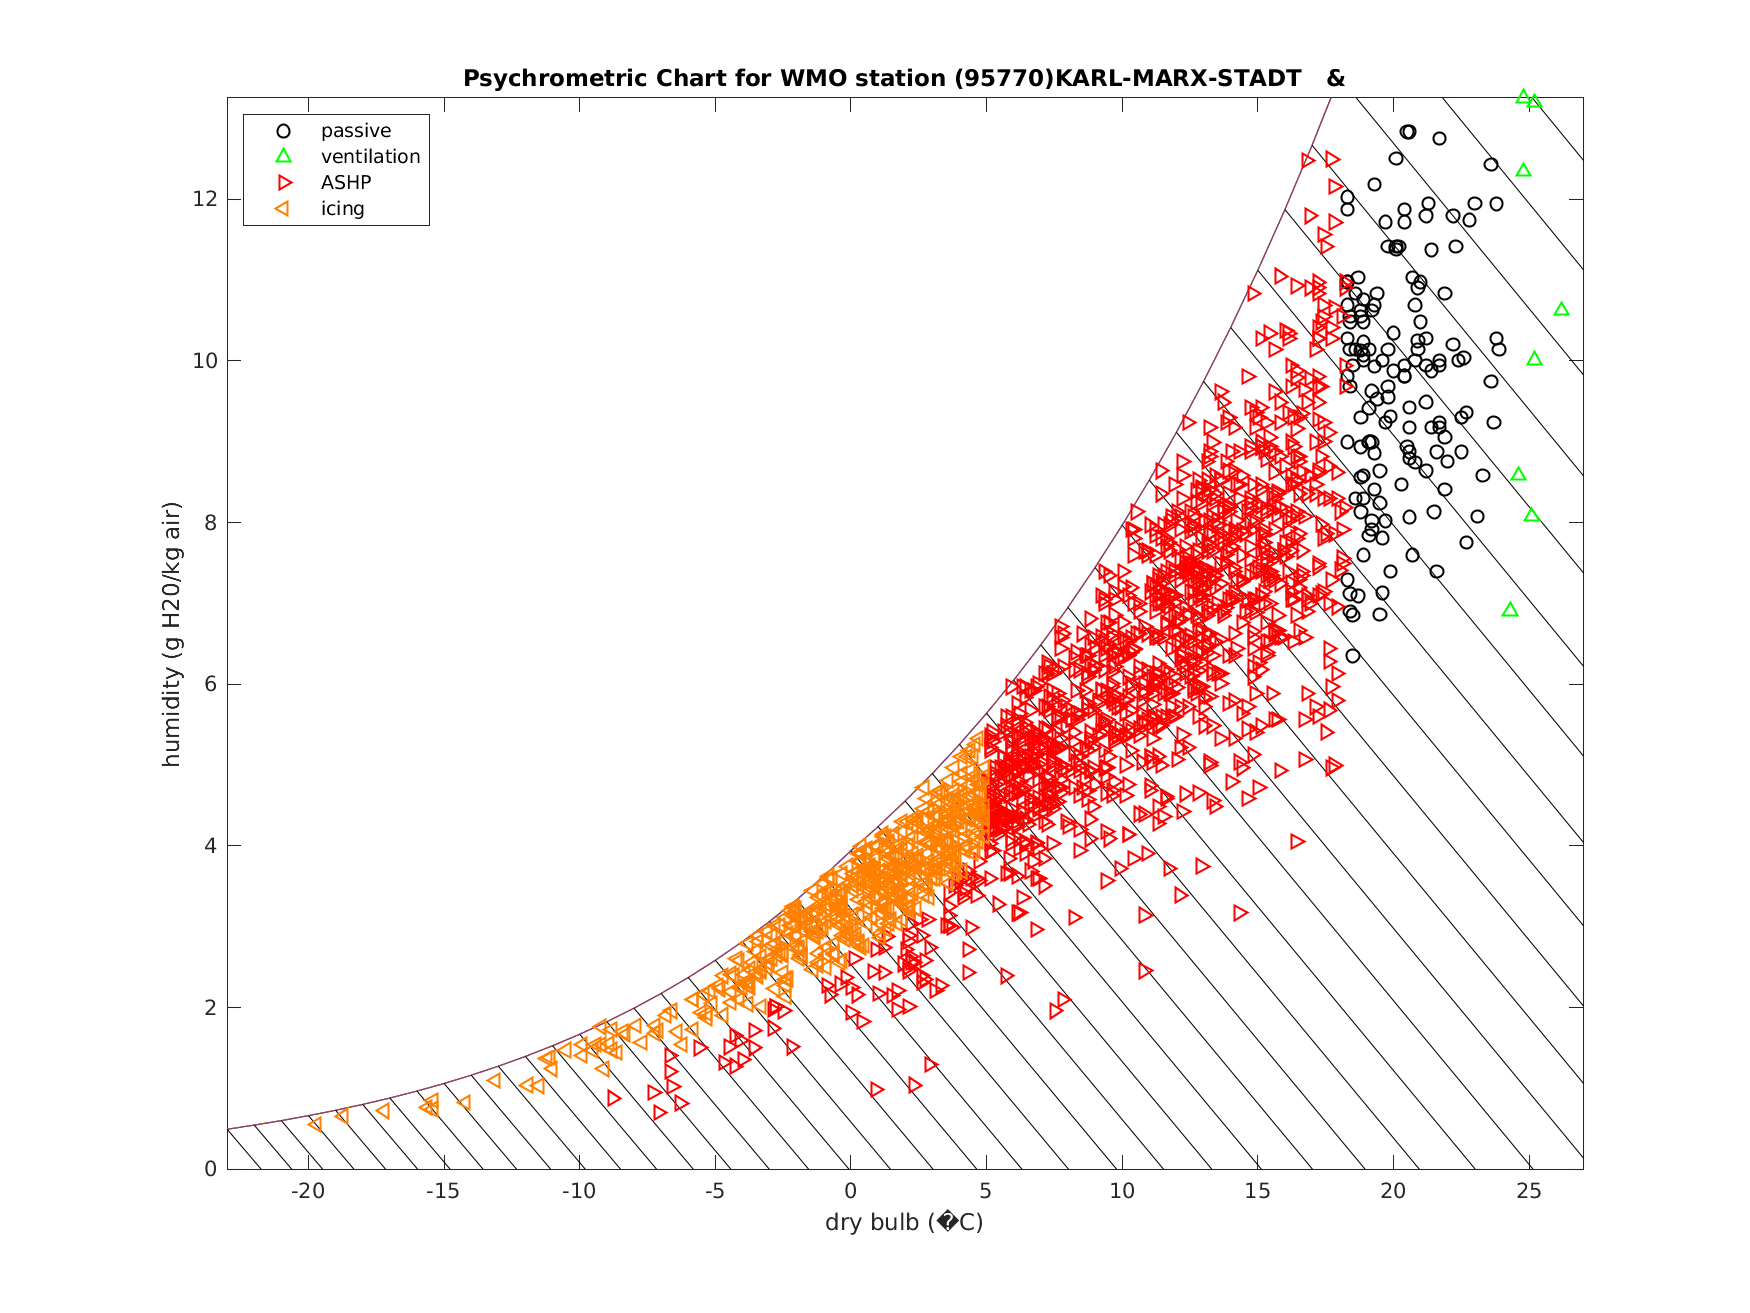 Psychrometric Chart for WMO station (95770)KARL-MARX-STADT &
passive
ventilation
ASHP
icing
humidity (g H20/kg air)
12
10
8
6
4
2
0
-20 -15 -10 -5 0 5 10 15 20 25
dry bulb (�C)